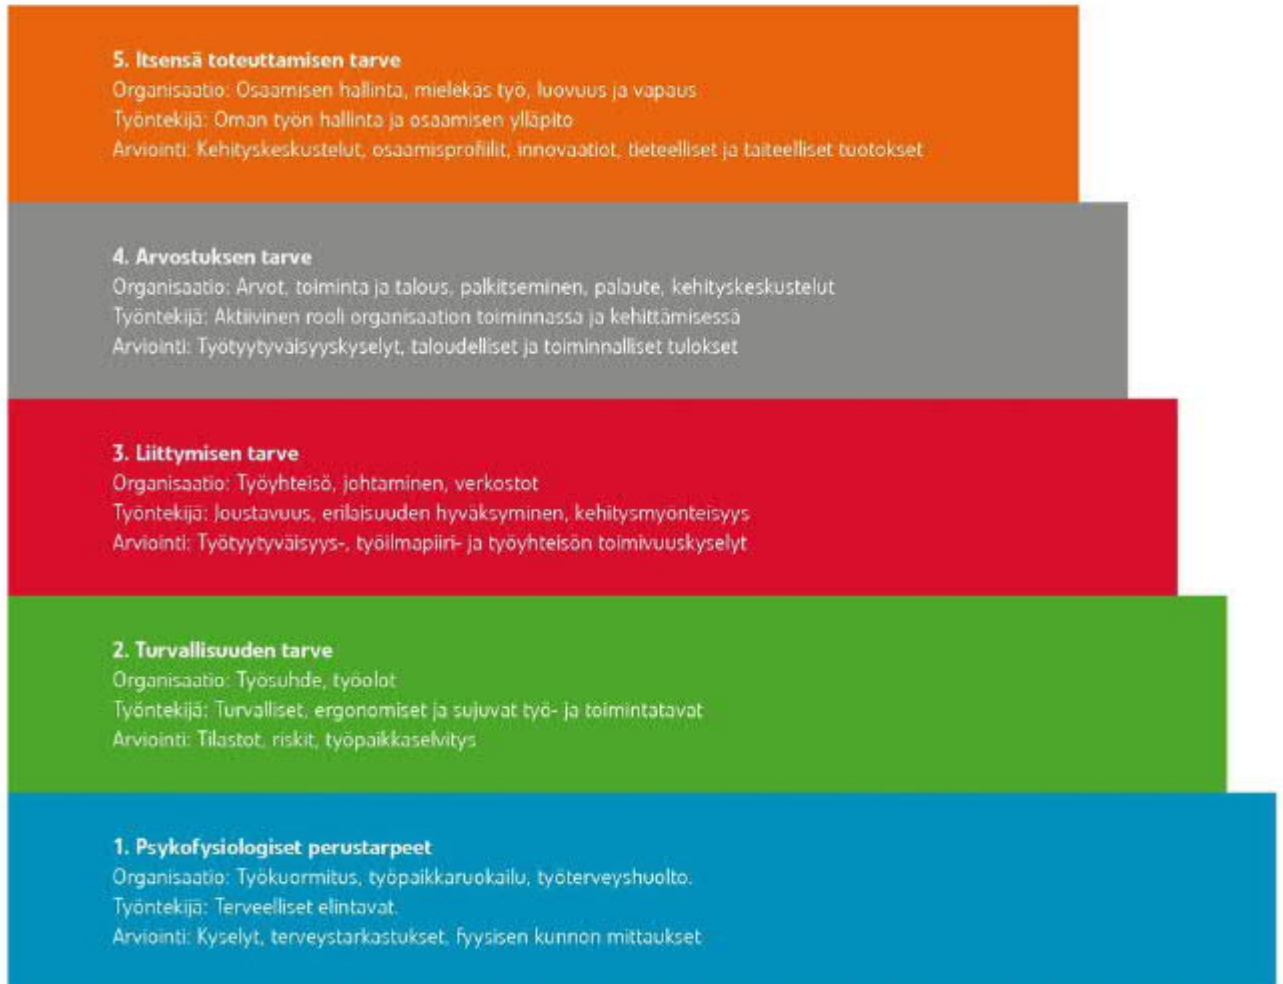 5. Itsensä toteuttamisen tarve
Organisaatio: Osaamisen hallinta, mielekäs työ, luovuus ja vapaus
Työntekijä: Oman työn hallinta ja osaamisen ylläpito
Arviointi: Kehityskeskustelut, osaamisprofiilit, innovaatiot, tieteelliset ja taiteelliset tuotokset
4. Arvostuksen tarve
Organisaatio: Arvot, toiminta ja talous, palkitseminen, palaute, kehityskeskustelut
Työntekijä: Aktiivinen rooli organisaation toiminnassa ja kehittämisessä
Arviointi: Työtyytyväisyyskyselyt, taloudelliset ja toiminnalliset tulokset
3. Liittymisen tarve
Organisaatio: Työyhteisö, johtaminen, verkostot
Työntekijä: Joustavuus, erilaisuuden hyväksyminen, kehitysmyönteisyys
Arviointi: Työtyytyväisyys-, työilmapiiri- ja työyhteisön toimivuuskyselyt
2. Turvallisuuden tarve
Organisaatio: Työsuhde, työolot
Työntekijä: Turvalliset, ergonomiset ja sujuvat työ- ja toimintatavat
Arviointi: Tilastot, riskit, työpaikkaselvitys
1. Psykofysiologiset perustarpeet
Organisaatio: Työkuormitus, työpaikkaruokailu, työterveyshuolto.
Työntekijä: Terveelliset elintavat.
Arviointi: Kyselyt, terveystarkastukset, fyysisen kunnon mittaukset